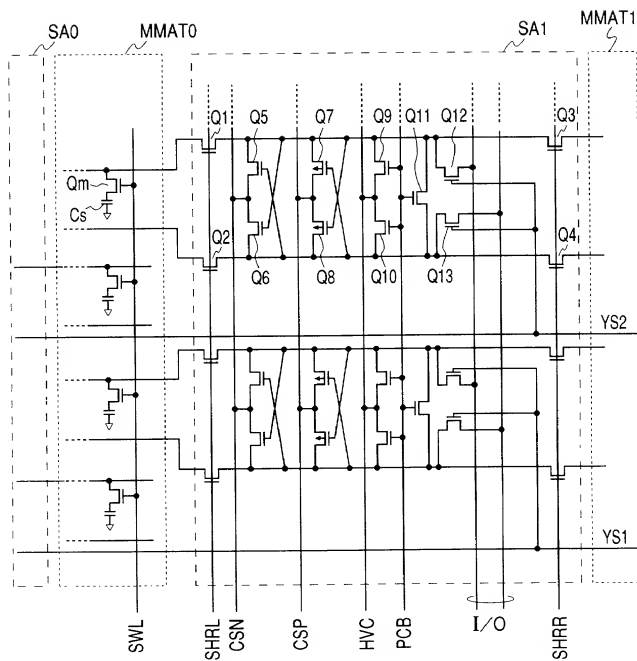 SA0 MMAT0 SA1 MMAT1
Q1 Q5 Q7 Q9 Q11 Q12 Q3
Qm
Cs
Q2 Q6 Q8 Q10 Q13 Q4
YS2
YS1
SWL SHRL CSN CSP HVC PCB I/O SHRR